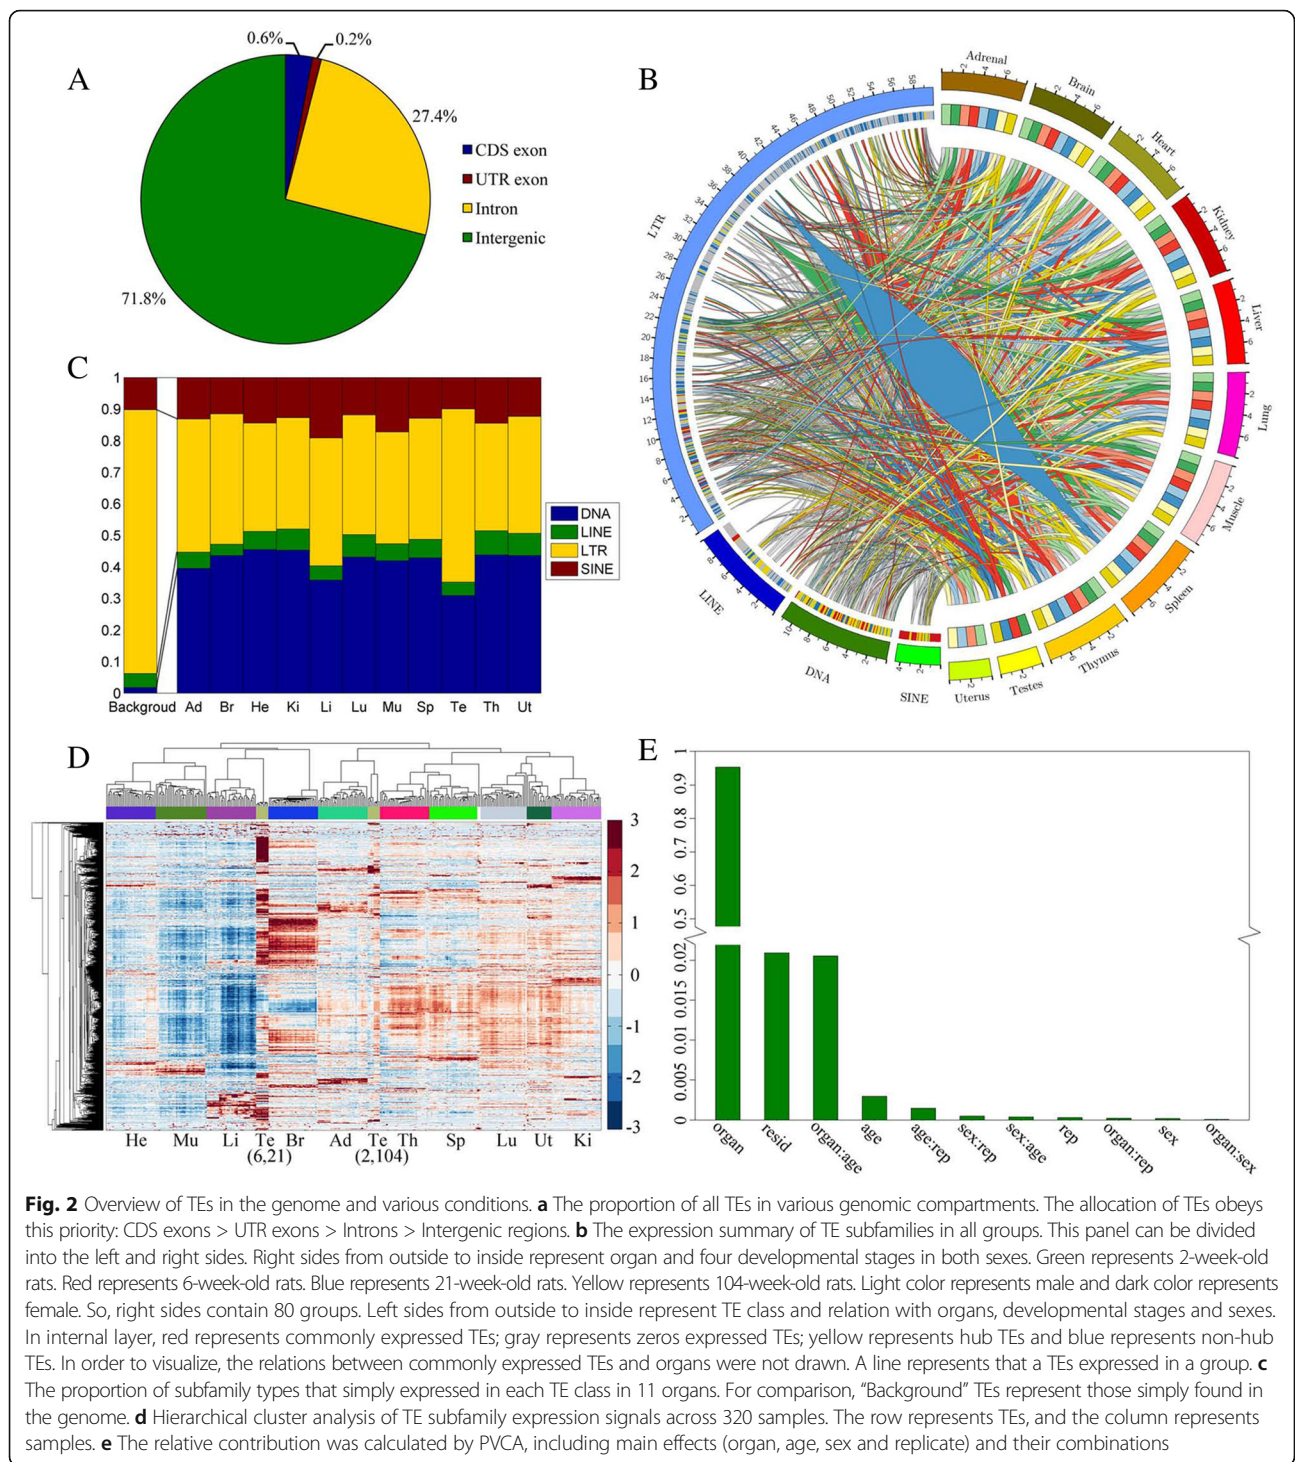 A
0.6%
0.2%
27.4%
71.8%
CDS exon
UTR exon
Intron
Intergenic
B
Adrenal
Brain
Heart
Kidney
Liver
Lung
Muscle
Spleen
Thymus
Testes
Uterus
SINE
DNA
LINE
LTR
C
1
0.9
0.8
0.7
0.6
0.5
0.4
0.3
0.2
0.1
0
Backgroud Ad Br He Ki Li Lu Mu Sp Te Th Ut
DNA
LINE
LTR
SINE
D
3
2
1
0
-1
-2
-3
He Mu Li Te Br Ad Te Th Sp Lu Ut Ki
(6,21) (2,104)
E
1
0.9
0.8
0.7
0.6
0.5
0.02
0.015
0.01
0.005
0
organ
resid
organ:age
age
age:rep
sex:rep
sex:age
rep
organ:rep
sex
organ:sex
Fig. 2 Overview of TEs in the genome and various conditions. a The proportion of all TEs in various genomic compartments. The allocation of TEs obeys
this priority: CDS exons > UTR exons > Introns > Intergenic regions. b The expression summary of TE subfamilies in all groups. This panel can be divided
into the left and right sides. Right sides from outside to inside represent organ and four developmental stages in both sexes. Green represents 2-week-old
rats. Red represents 6-week-old rats. Blue represents 21-week-old rats. Yellow represents 104-week-old rats. Light color represents male and dark color represents
female. So, right sides contain 80 groups. Left sides from outside to inside represent TE class and relation with organs, developmental stages and sexes.
In internal layer, red represents commonly expressed TEs; gray represents zeros expressed TEs; yellow represents hub TEs and blue represents non-hub
TEs. In order to visualize, the relations between commonly expressed TEs and organs were not drawn. A line represents that a TEs expressed in a group. c
The proportion of subfamily types that simply expressed in each TE class in 11 organs. For comparison, “Background” TEs represent those simply found in
the genome. d Hierarchical cluster analysis of TE subfamily expression signals across 320 samples. The row represents TEs, and the column represents
samples. e The relative contribution was calculated by PVCA, including main effects (organ, age, sex and replicate) and their combinations